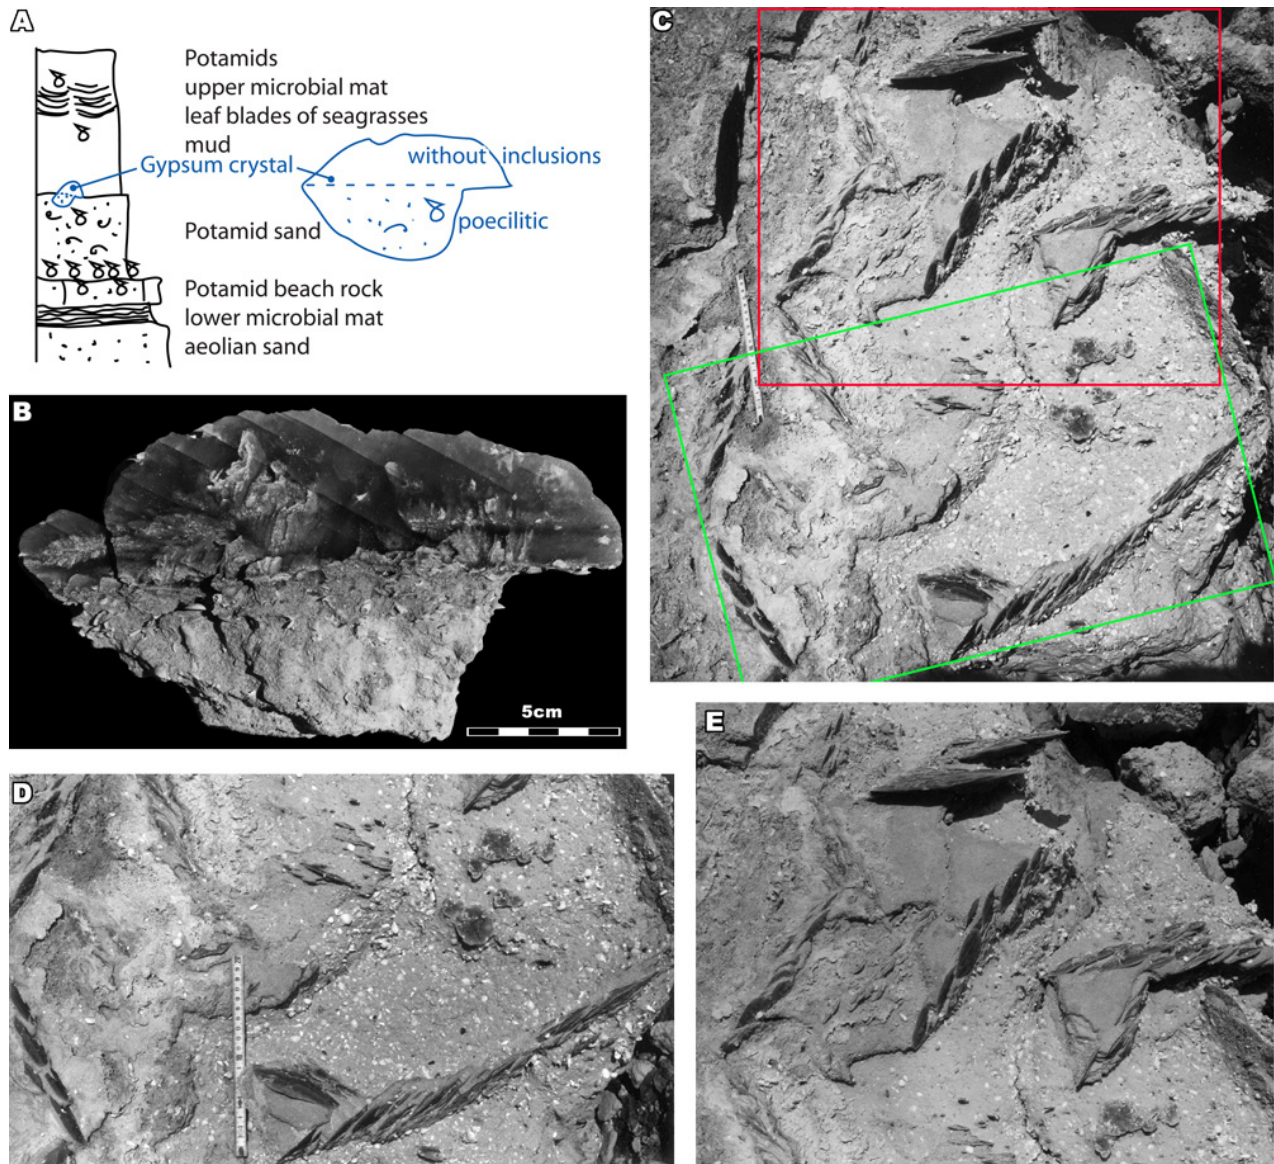 A
Potamids
upper microbial mat
leaf blades of seagrasses
mud
Gypsum crystal
without inclusions
poecilitic
Potamid sand
Potamid beach rock
lower microbial mat
aeolian sand
B
5cm
C
D
E